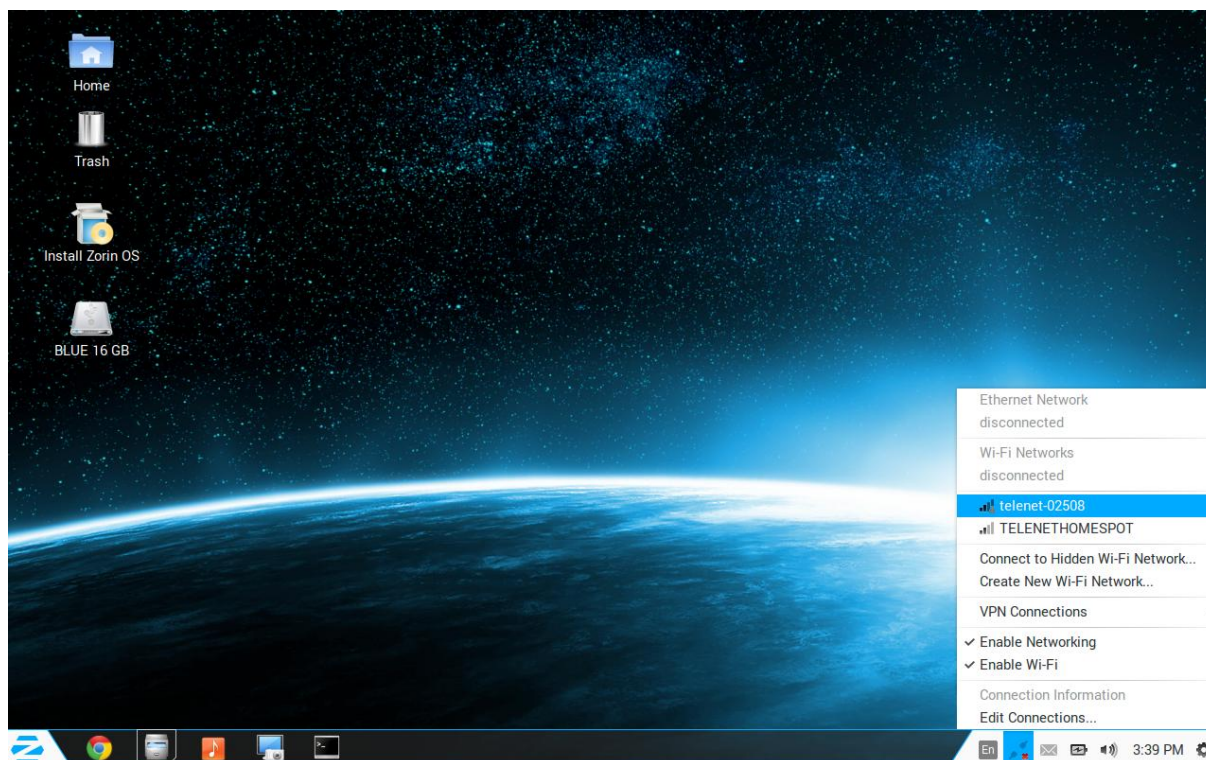 Home
Trash
Install Zorin OS
BLUE 16 GB
Ethernet Network
disconnected
Wi-Fi Networks
disconnected
telenet-02508
TELENETHOMESPOT
Connect to Hidden Wi-Fi Network...
Create New Wi-Fi Network...
VPN Connections
Enable Networking
Enable Wi-Fi
Connection Information
Edit Connections...
En
3:39 PM